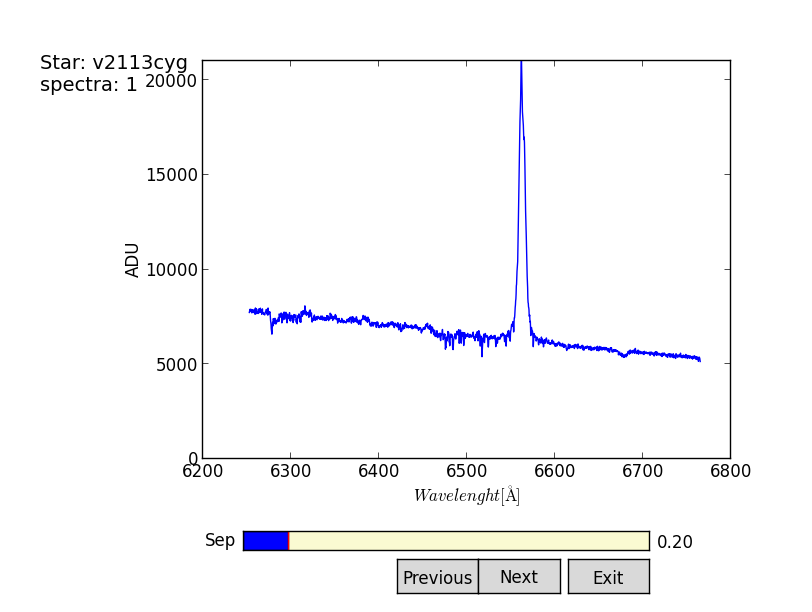 Star: v2113cyg
spectra: 1
20000
15000
10000
5000
0
ADU
6200 6300 6400 6500 6600 6700 6800
Wavelenght[Å]
Sep 0.20
Previous Next Exit